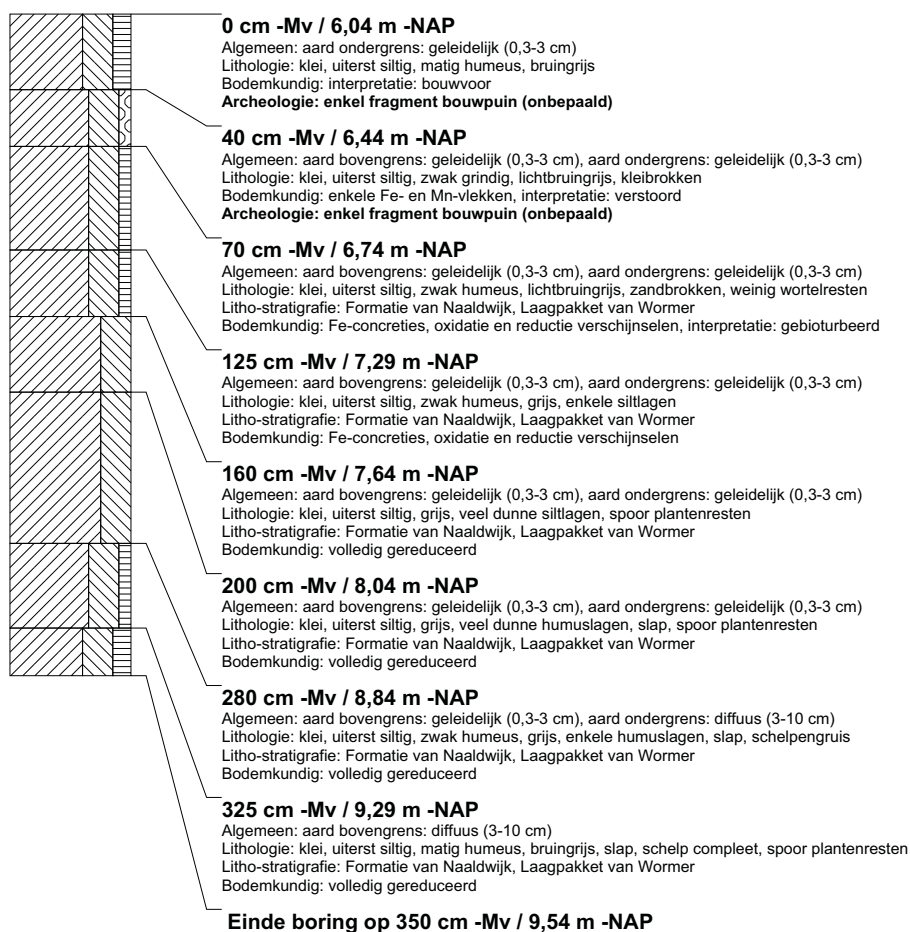 0 cm -Mv / 6,04 m -NAP
Algemeen: aard ondergrens: geleidelijk (0,3-3 cm)
Lithologie: klei, uiterst siltig, matig humeus, bruingrijs
Bodemkundig: interpretatie: bouwvoor
Archeologie: enkel fragment bouwpuin (onbepaald)
40 cm -Mv / 6,44 m -NAP
Algemeen: aard bovengrens: geleidelijk (0,3-3 cm), aard ondergrens: geleidelijk (0,3-3 cm)
Lithologie: klei, uiterst siltig, zwak grindig, lichtbruingrijs, kleibrokken
Bodemkundig: enkele Fe- en Mn-vlekken, interpretatie: verstoord
Archeologie: enkel fragment bouwpuin (onbepaald)
70 cm -Mv / 6,74 m -NAP
Algemeen: aard bovengrens: geleidelijk (0,3-3 cm), aard ondergrens: geleidelijk (0,3-3 cm)
Lithologie: klei, uiterst siltig, zwak humeus, lichtbruingrijs, zandbrokken, weinig wortelresten
Litho-stratigrafie: Formatie van Naaldwijk, Laagpakket van Wormer
Bodemkundig: Fe-concreties, oxidatie en reductie verschijnselen, interpretatie: gebioturbeerd
125 cm -Mv / 7,29 m -NAP
Algemeen: aard bovengrens: geleidelijk (0,3-3 cm), aard ondergrens: geleidelijk (0,3-3 cm)
Lithologie: klei, uiterst siltig, zwak humeus, grijs, enkele siltlagen
Litho-stratigrafie: Formatie van Naaldwijk, Laagpakket van Wormer
Bodemkundig: Fe-concreties, oxidatie en reductie verschijnselen
160 cm -Mv / 7,64 m -NAP
Algemeen: aard bovengrens: geleidelijk (0,3-3 cm), aard ondergrens: geleidelijk (0,3-3 cm)
Lithologie: klei, uiterst siltig, grijs, veel dunne siltlagen, spoor plantenresten
Litho-stratigrafie: Formatie van Naaldwijk, Laagpakket van Wormer
Bodemkundig: volledig gereduceerd
200 cm -Mv / 8,04 m -NAP
Algemeen: aard bovengrens: geleidelijk (0,3-3 cm), aard ondergrens: geleidelijk (0,3-3 cm)
Lithologie: klei, uiterst siltig, grijs, veel dunne humuslagen, slap, spoor plantenresten
Litho-stratigrafie: Formatie van Naaldwijk, Laagpakket van Wormer
Bodemkundig: volledig gereduceerd
280 cm -Mv / 8,84 m -NAP
Algemeen: aard bovengrens: geleidelijk (0,3-3 cm), aard ondergrens: diffuus (3-10 cm)
Lithologie: klei, uiterst siltig, zwak humeus, grijs, enkele humuslagen, slap, schelpengruis
Litho-stratigrafie: Formatie van Naaldwijk, Laagpakket van Wormer
Bodemkundig: volledig gereduceerd
325 cm -Mv / 9,29 m -NAP
Algemeen: aard bovengrens: diffuus (3-10 cm)
Lithologie: klei, uiterst siltig, matig humeus, bruingrijs, slap, schelp compleet, spoor plantenresten
Litho-stratigrafie: Formatie van Naaldwijk, Laagpakket van Wormer
Bodemkundig: volledig gereduceerd
Einde boring op 350 cm -Mv / 9,54 m -NAP